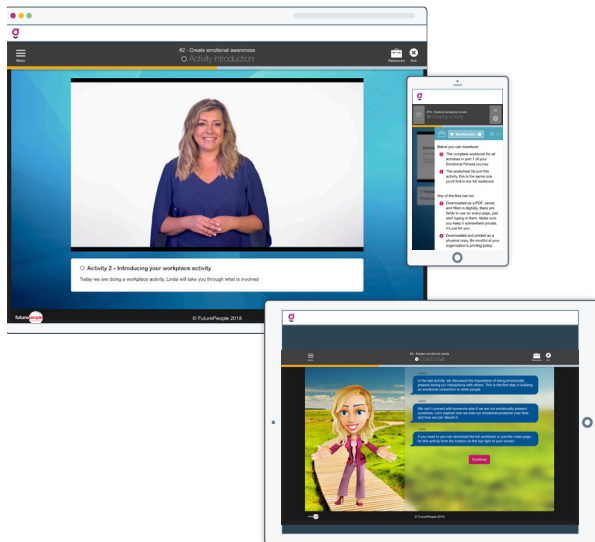 #2 - Create emotional awareness
Activity introduction
Menu
Resources
Exit
Activity 2 – Introducing your workplace activity
Today we are doing a workplace activity, Linda will take you through what is involved
futurepeople
© FuturePeople 2018
Workbooks
Below you can download:
The complete workbook for all
activities in part 1 of your
Emotional Fitness journey
The worksheet for just this
activity, this is the same one
you'll find in the full workbook
Any of the files can be:
Downloaded as a PDF, saved,
and filled in digitally, there are
fields to use on every page, just
start typing in them. Make sure
you keep it somewhere private,
it's just for you
Downloaded and printed as a
physical copy. Be mindful of your
organisation's printing policy.
Coach chat
In the last activity, we discussed the importance of being emotionally
present during our interactions with others. This is the first step in building
an emotional connection to other people.
We can't connect with someone else if we are not emotionally present
ourselves. Let's explore how we lose our emotional presence over time
and how we can rebuild it.
If you need to you can download the full workbook or just the notes page
for this activity from the toolbox on the top right of your screen.
Continue
© FuturePeople 2018